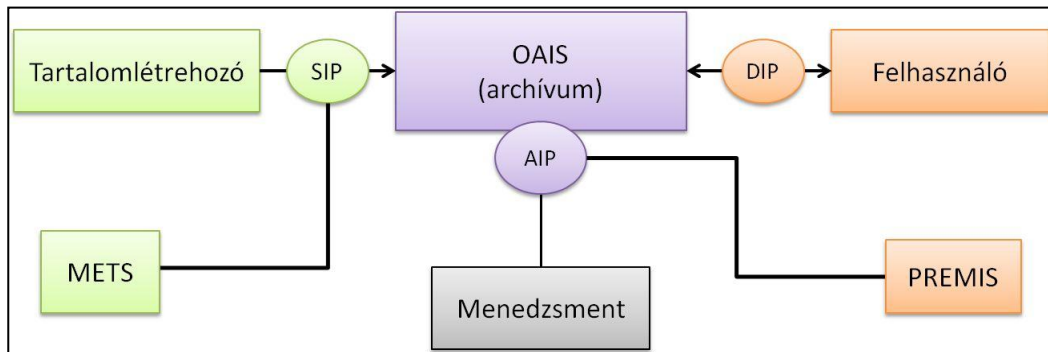 Tartalomlétrehozó
SIP
OAIS
(archívum)
DIP
Felhasználó
AIP
METS
Menedzsment
PREMIS